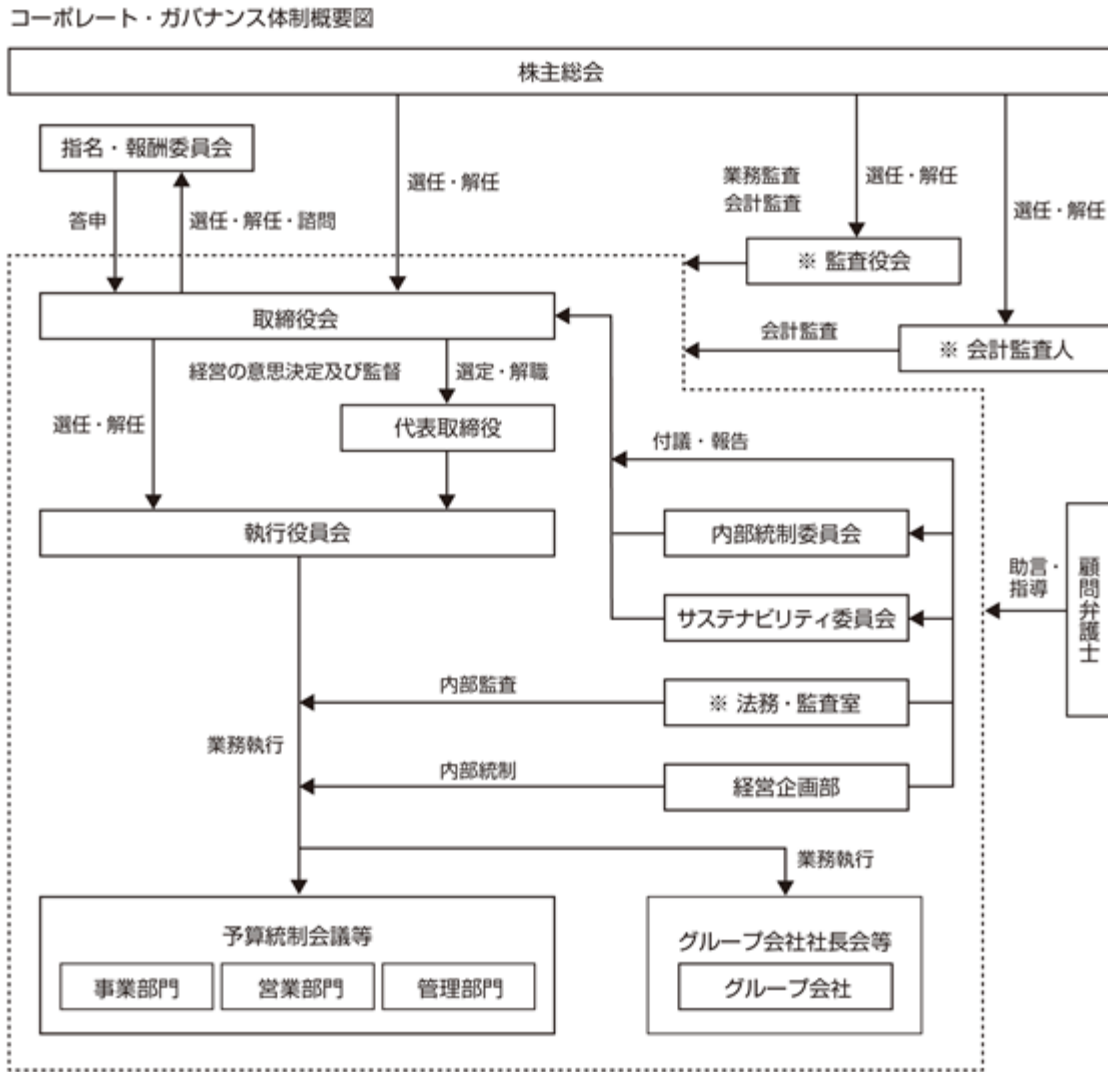 コーポレート・ガバナンス体制概要図
株主総会
指名・報酬委員会
選任・解任
業務監査
会計監査
選任・解任
選任・解任
答申
選任・解任・諮問
※ 監査役会
取締役会
会計監査
※ 会計監査人
経営の意思決定及び監督
選定・解職
選任・解任
代表取締役
付議・報告
執行役員会
内部統制委員会
助言・
指導
顧問弁護士
サステナビリティ委員会
内部監査
※ 法務・監査室
業務執行
内部統制
経営企画部
業務執行
予算統制会議等
事業部門
営業部門
管理部門
グループ会社社長会等
グループ会社